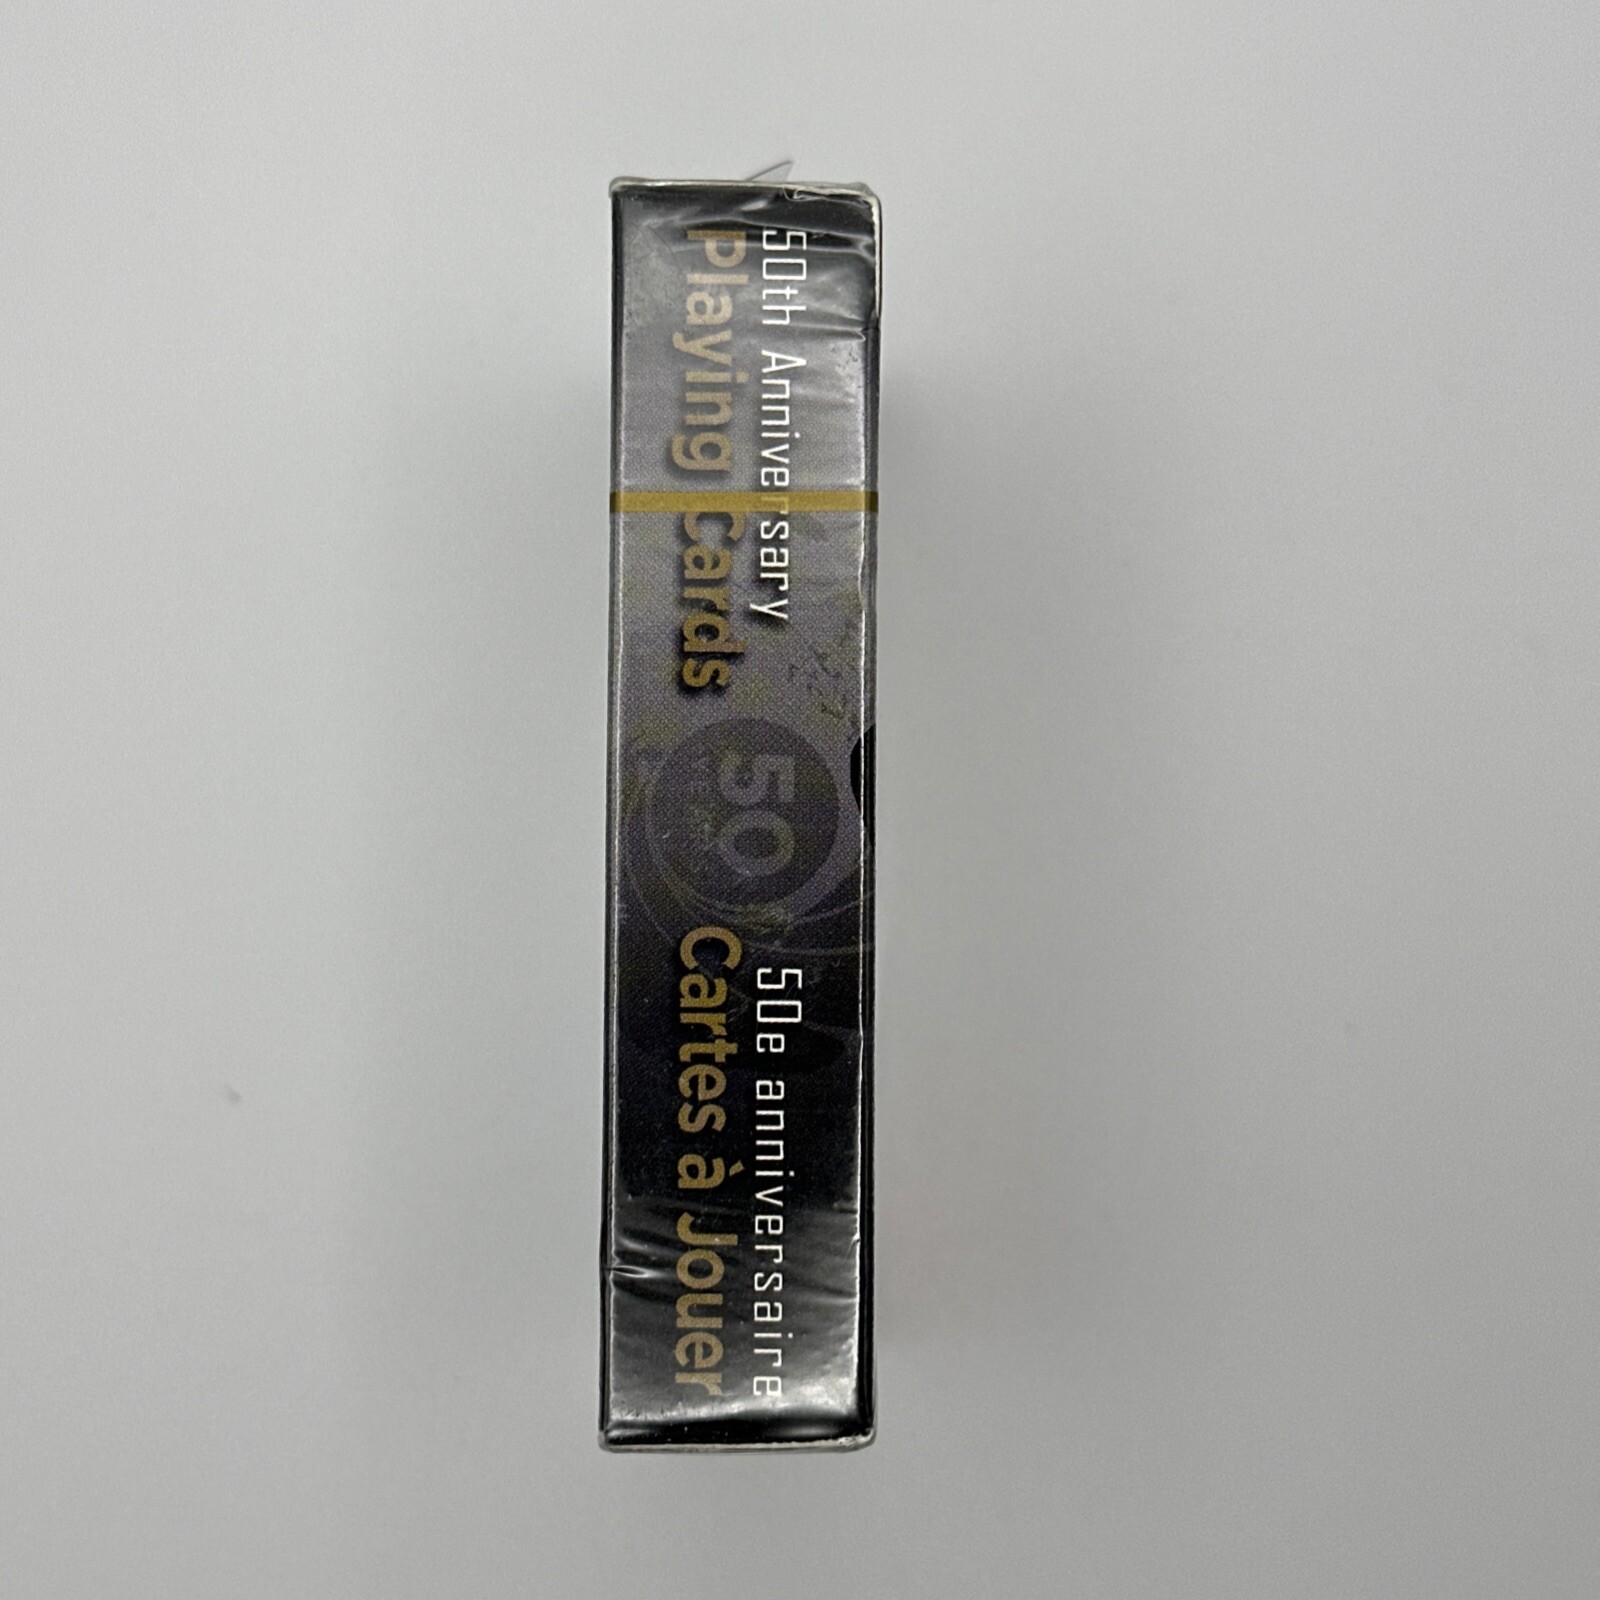 50th Anniversary
Playing Cards
50
50e anniversaire
Cartes à Jouer